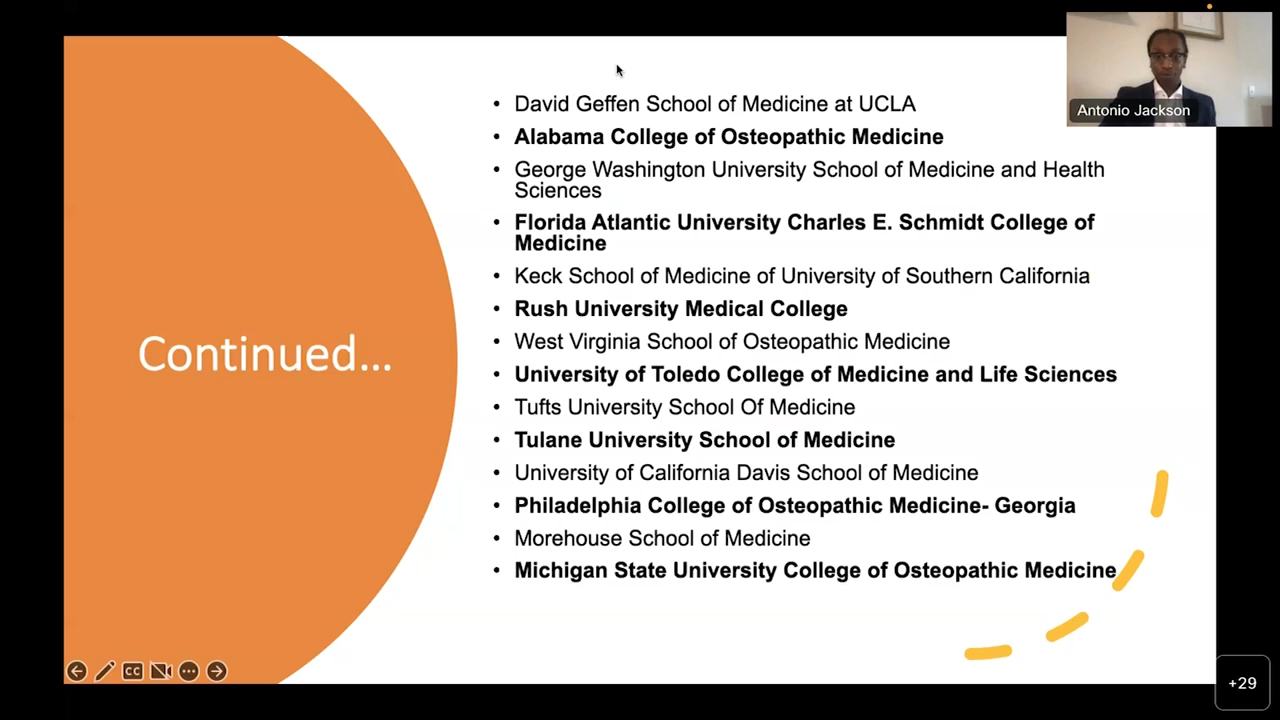 Continued...
• David Geffen School of Medicine at UCLA
• Alabama College of Osteopathic Medicine
• George Washington University School of Medicine and Health
Sciences
• Florida Atlantic University Charles E. Schmidt College of
Medicine
• Keck School of Medicine of University of Southern California
• Rush University Medical College
• West Virginia School of Osteopathic Medicine
• University of Toledo College of Medicine and Life Sciences
• Tufts University School Of Medicine
• Tulane University School of Medicine
• University of California Davis School of Medicine
• Philadelphia College of Osteopathic Medicine- Georgia
• Morehouse School of Medicine
• Michigan State University College of Osteopathic Medicine
Antonio Jackson
CC
+29